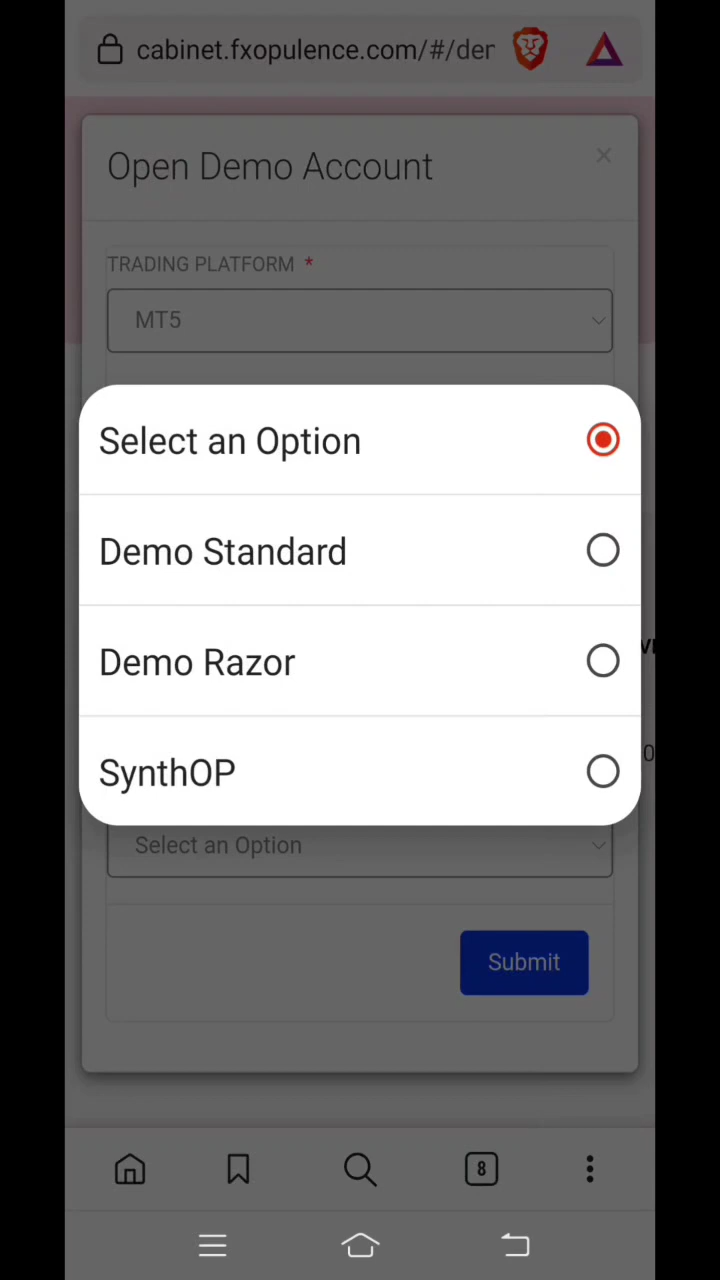 cabinet.fxopulence.com/#/der
Open Demo Account
×
TRADING PLATFORM *
MT5
Select an Option
Demo Standard
Demo Razor
SynthOP
Select an Option
Submit
8